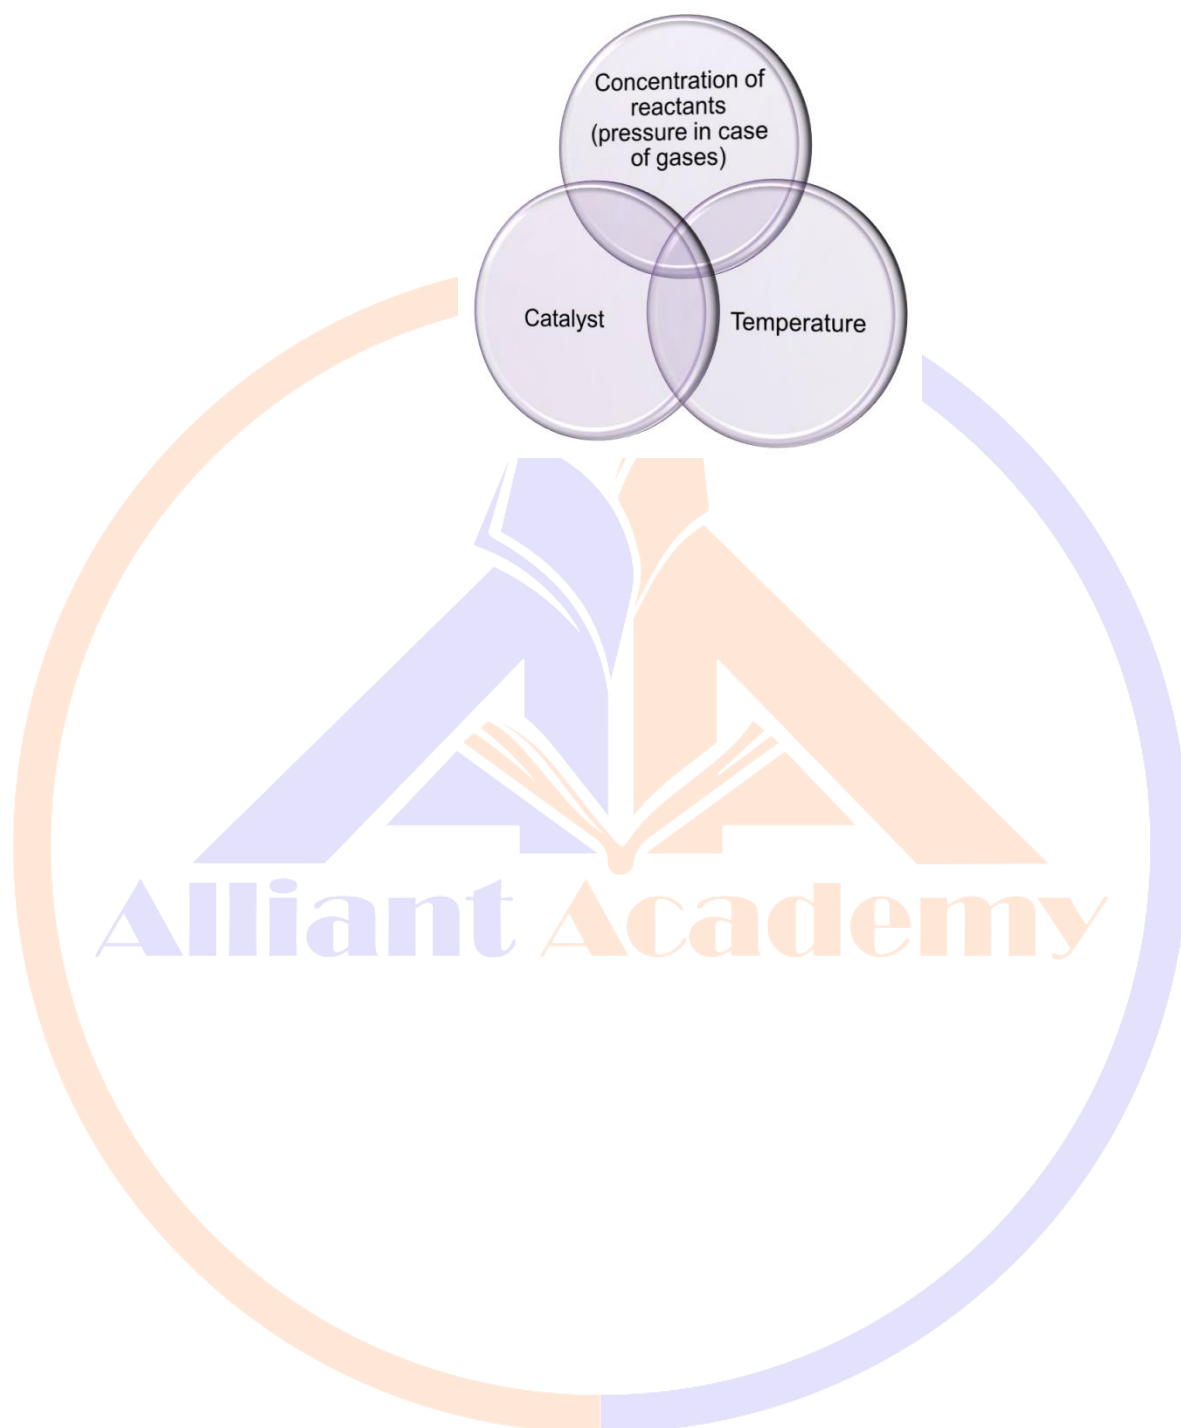 Concentration of
reactants
(pressure in case
of gases)
Catalyst
Temperature
Alliant Academy